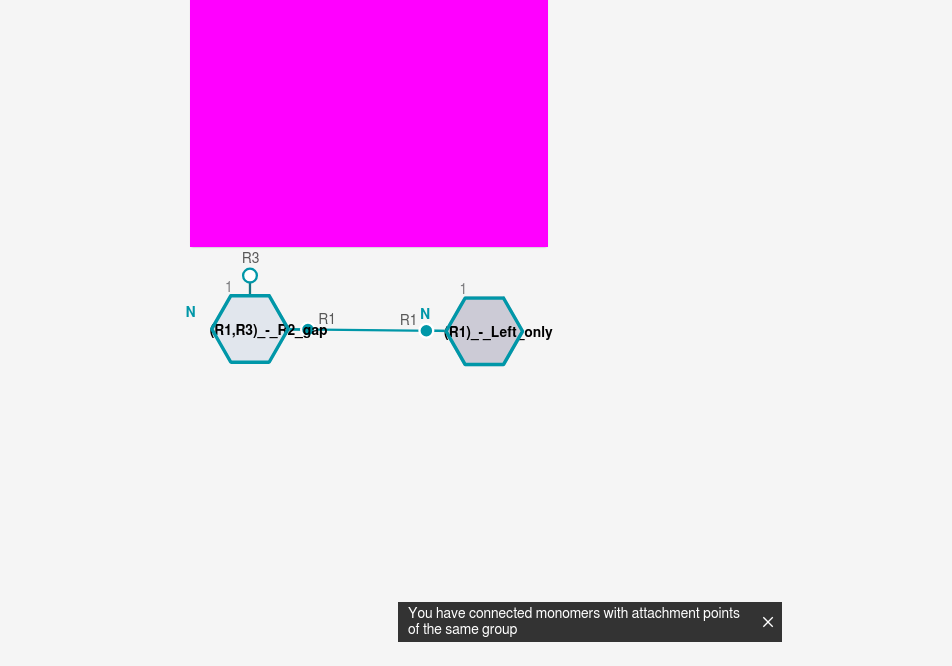 R3
1
N
(R1,R3)_-_R2_gap
R1
R1
N
1
(R1)_-_Left_only
You have connected monomers with attachment points
of the same group